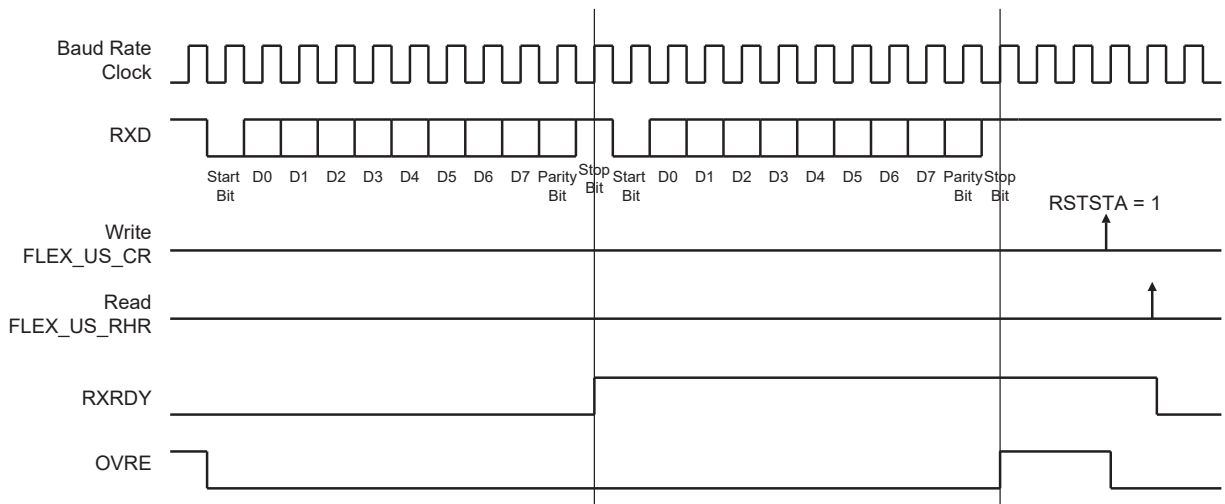 Baud Rate
Clock
RXD
Start
Bit
D0
D1
D2
D3
D4
D5
D6
D7
Parity
Bit
Stop
Bit
Start
Bit
D0
D1
D2
D3
D4
D5
D6
D7
Parity
Bit
Stop
Bit
RSTSTA = 1
Write
FLEX_US_CR
Read
FLEX_US_RHR
RXRDY
OVRE